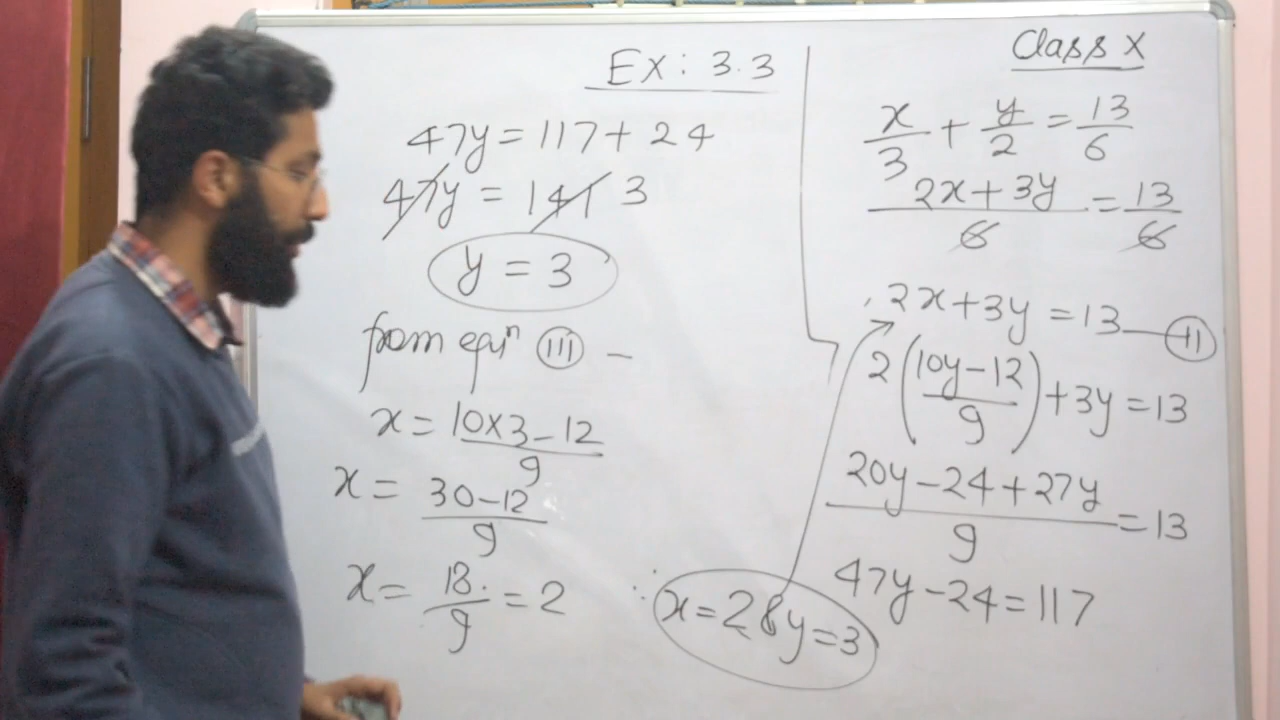 Ex: 3.3
Class X
x/3 + y/2 = 13/6
2x + 3y/6 = 13/6
2x + 3y = 13 — (II)
2(10y - 12/9) + 3y = 13
20y - 24 + 27y/9 = 13
47y - 24 = 117
47y = 117 + 24
47y = 141 3
y = 3
from eqn (III) —
x = 10×3 - 12/9
x = 30 - 12/9
x = 18/9 = 2
∴ x = 2 & y = 3